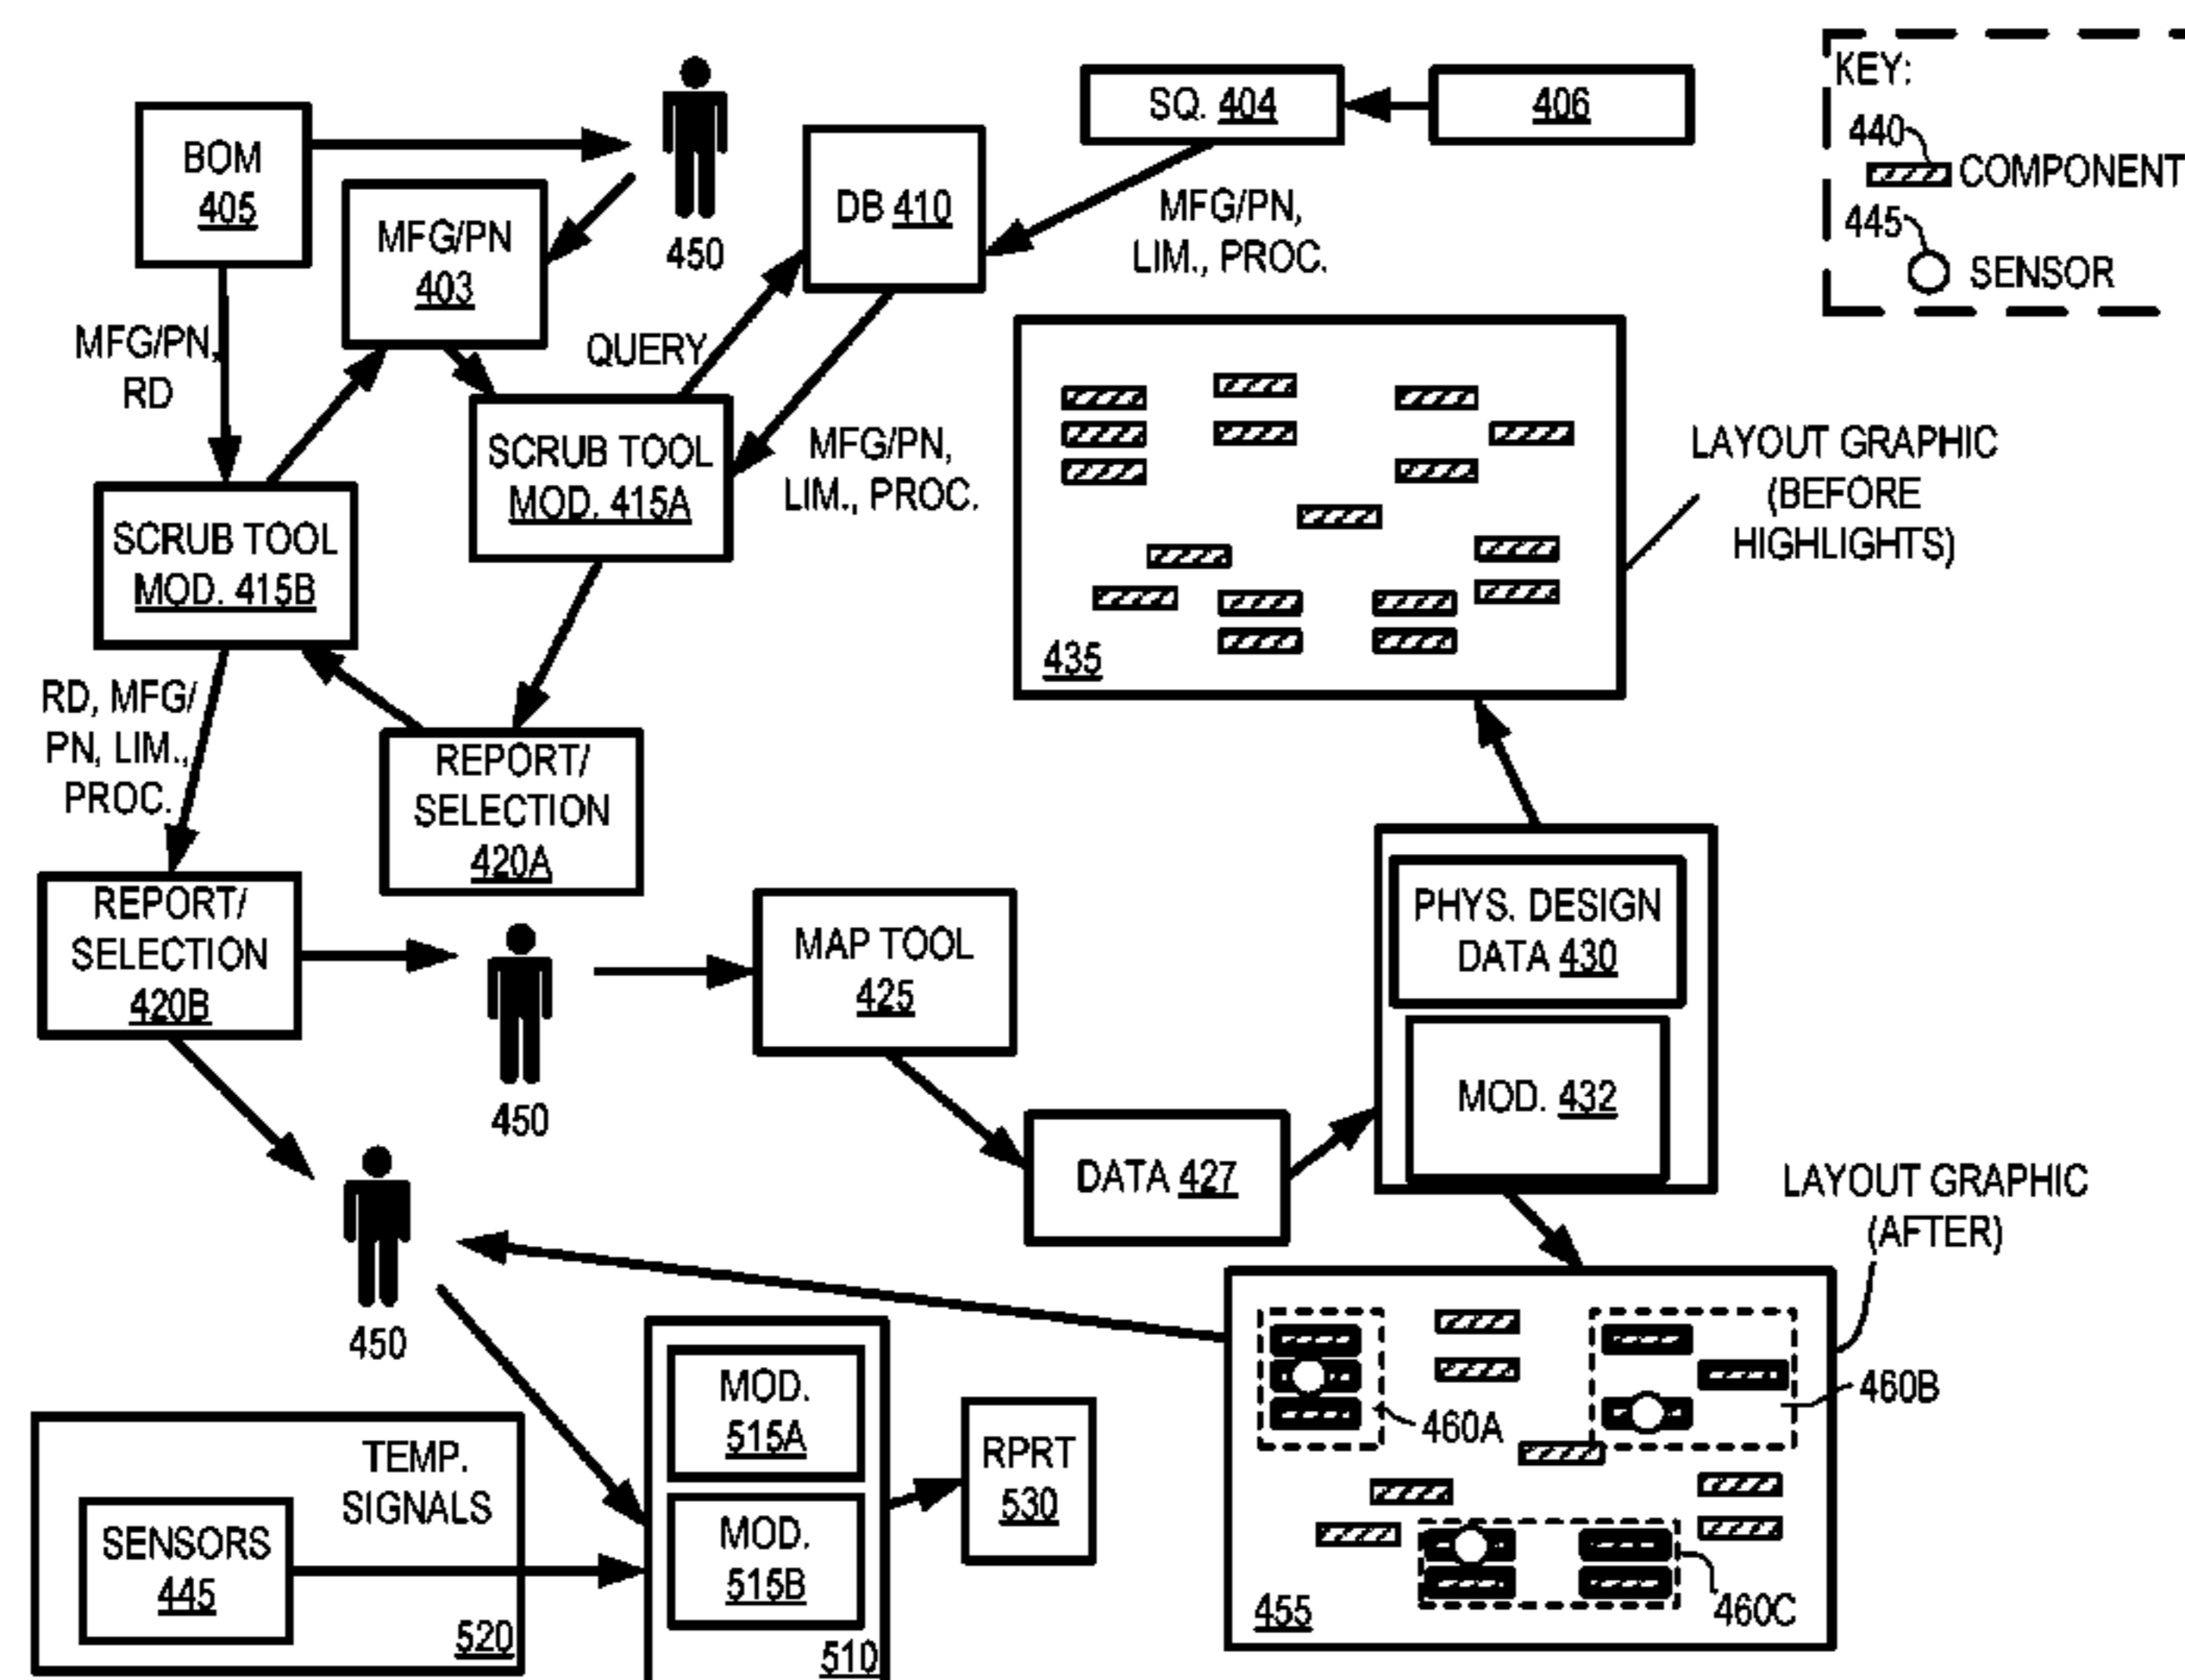 BOM
405
MFG/PN
403
450
DB 410
SQ. 404
406
MFG/PN,
LIM., PROC.
KEY:
440
COMPONENT
445
SENSOR
MFG/PN,
RD
QUERY
SCRUB TOOL
MOD. 415A
MFG/PN,
LIM., PROC.
SCRUB TOOL
MOD. 415B
LAYOUT GRAPHIC
(BEFORE
HIGHLIGHTS)
435
RD, MFG/
PN, LIM.,
PROC.
REPORT/
SELECTION
420A
REPORT/
SELECTION
420B
450
MAP TOOL
425
PHYS. DESIGN
DATA 430
MOD. 432
DATA 427
LAYOUT GRAPHIC
(AFTER)
450
460A
460B
460C
455
TEMP.
SIGNALS
SENSORS
445
520
MOD.
515A
MOD.
515B
510
RPRT
530